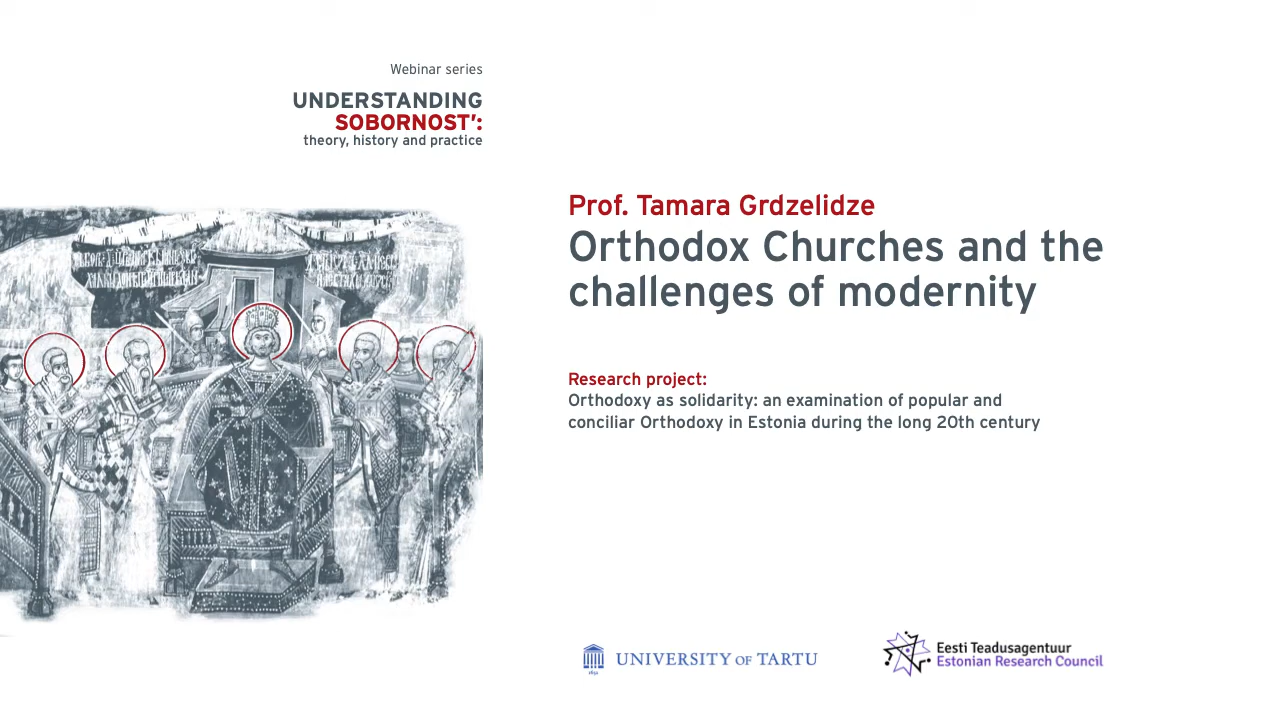 Webinar series
UNDERSTANDING
SOBORNOST’:
theory, history and practice
Prof. Tamara Grdzelidze
Orthodox Churches and the
challenges of modernity
Research project:
Orthodoxy as solidarity: an examination of popular and
conciliar Orthodoxy in Estonia during the long 20th century
UNIVERSITY OF TARTU
Eesti Teadusagentuur
Estonian Research Council